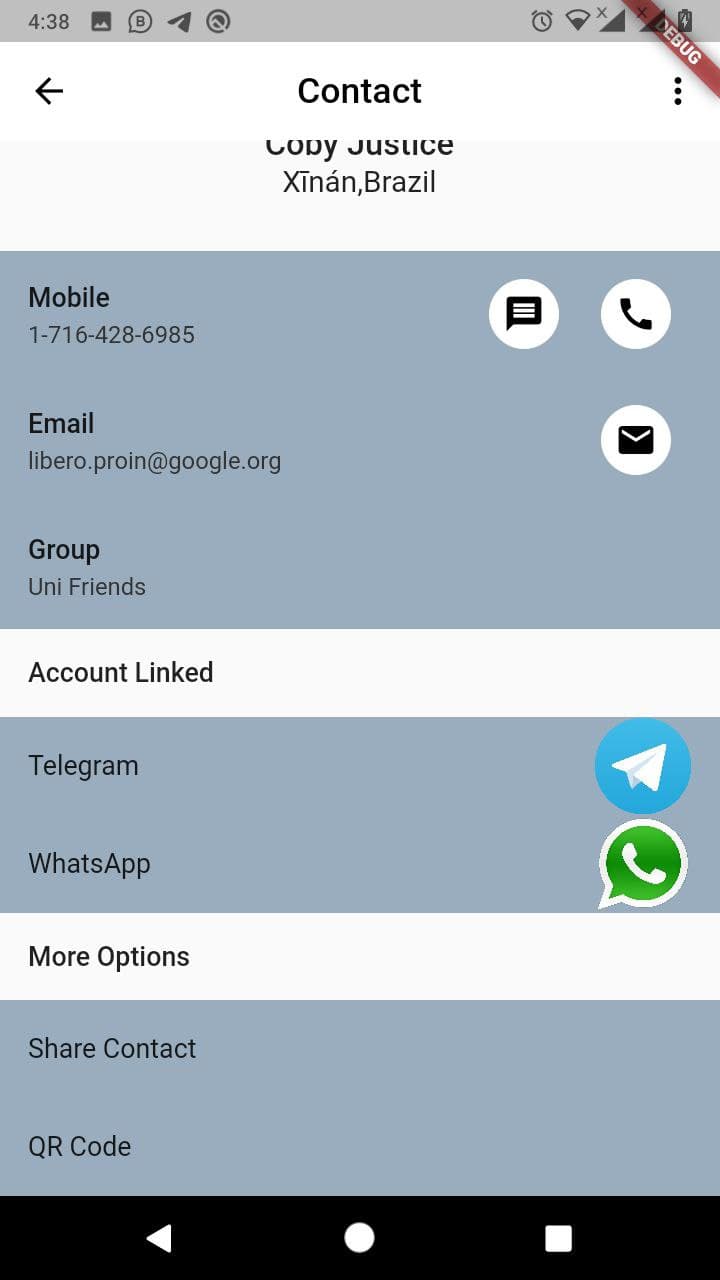 4:38
DEBUG
Contact
Coby Justice
Xīnán,Brazil
Mobile
1-716-428-6985
Email
libero.proin@google.org
Group
Uni Friends
Account Linked
Telegram
WhatsApp
More Options
Share Contact
QR Code